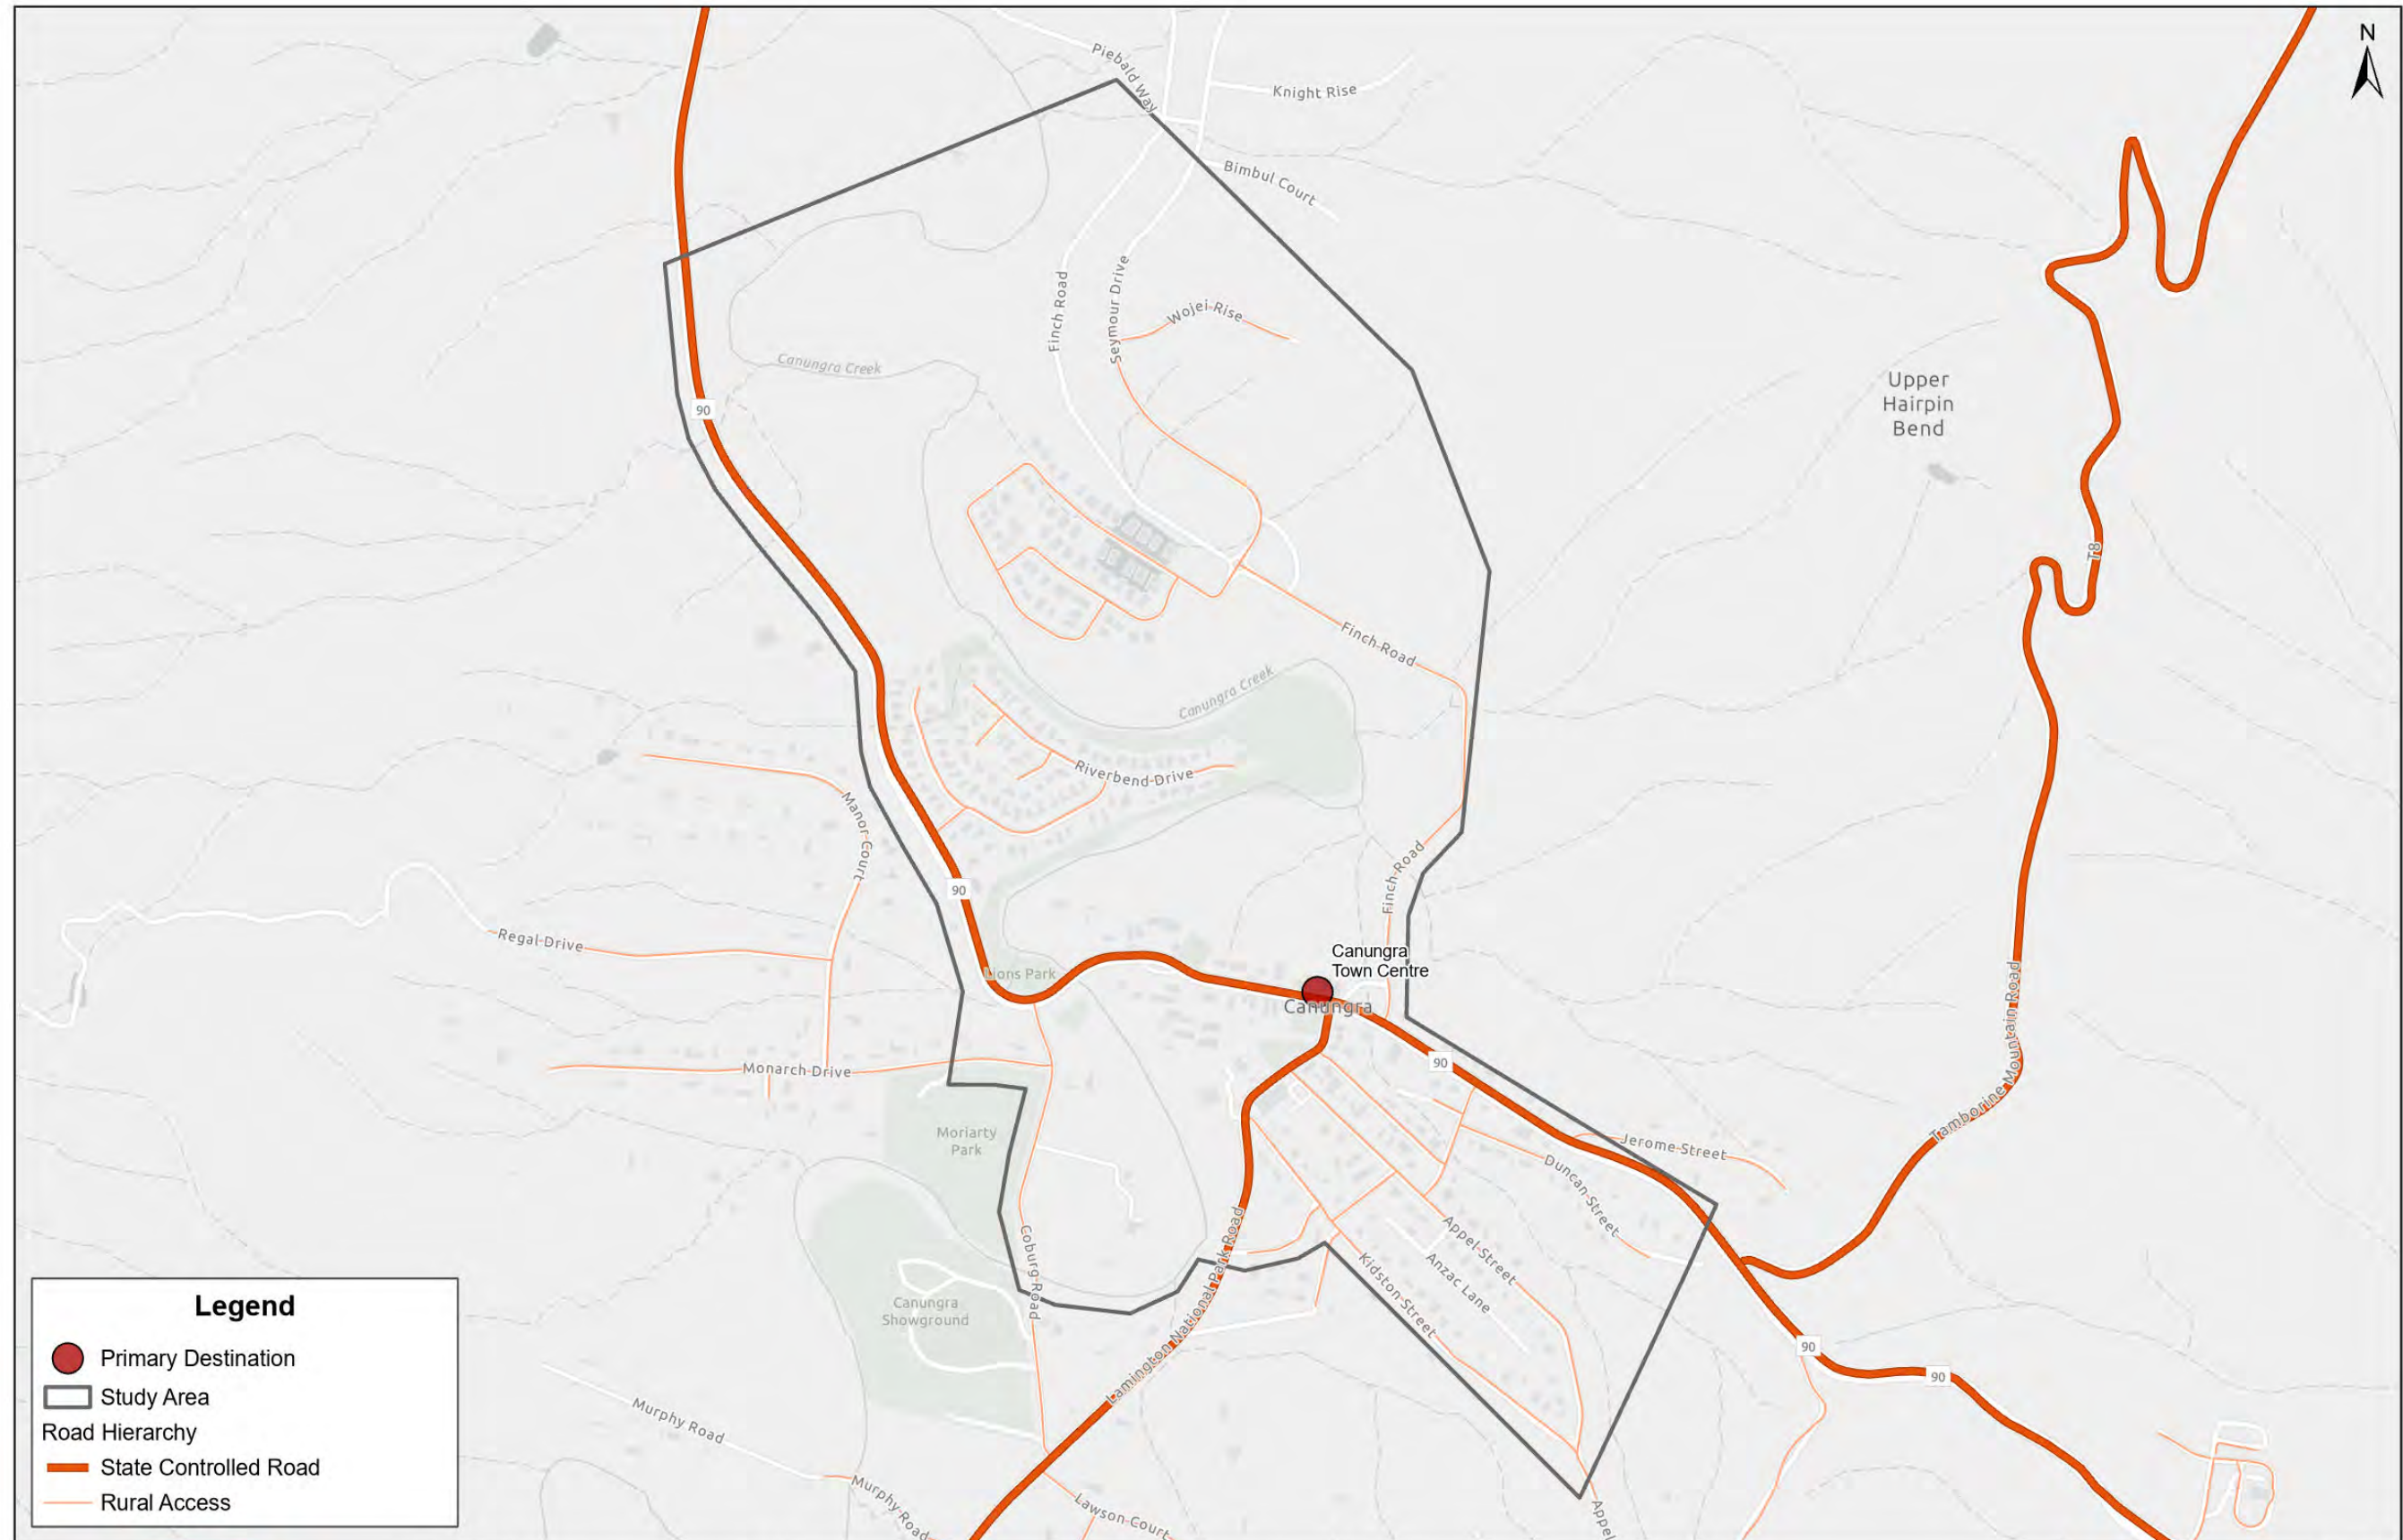 N
Piebald Way
Knight Rise
Bimbul Court
Finch Road
Seymour Drive
Wojei Rise
Canungra Creek
90
Upper
Hairpin
Bend
T8
Finch Road
Canungra Creek
Riverbend Drive
Manor Court
Finch Road
90
Regal Drive
Canungra
Town Centre
Lions Park
Canungra
Monarch Drive
90
Tamborine Mountain Road
Moriarty
Park
Jerome Street
Duncan Street
Coburg Road
Lamington National Park Road
Appel Street
Anzac Lane
Kidston Street
Canungra
Showground
90
90
Murphy Road
Murphy Road
Lawson Court
Appel
Legend
Primary Destination
Study Area
Road Hierarchy
State Controlled Road
Rural Access